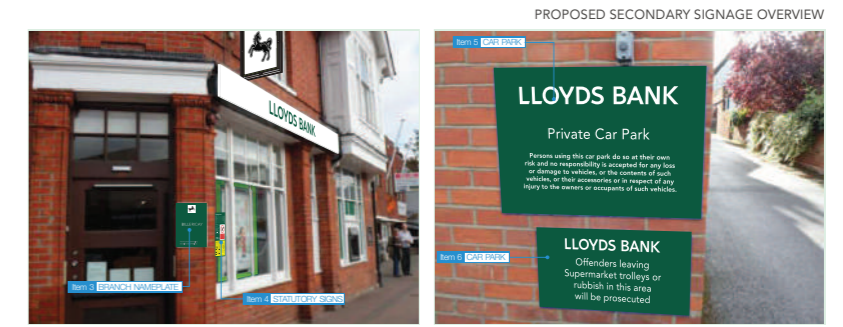 PROPOSED SECONDARY SIGNAGE OVERVIEW
LLOYDS BANK
Item 3 BRANCH NAMEPLATE
Item 4 STATUTORY SIGNS
Item 5 CAR PARK
LLOYDS BANK
Private Car Park
Persons using this car park do so at their own
risk and no responsibility is accepted for any loss
or damage to vehicles, or the contents of such
vehicles, or their accessories or in respect of any
injury to the owners or occupants of such vehicles.
Item 6 CAR PARK
LLOYDS BANK
Offenders leaving
Supermarket trolleys or
rubbish in this area
will be prosecuted